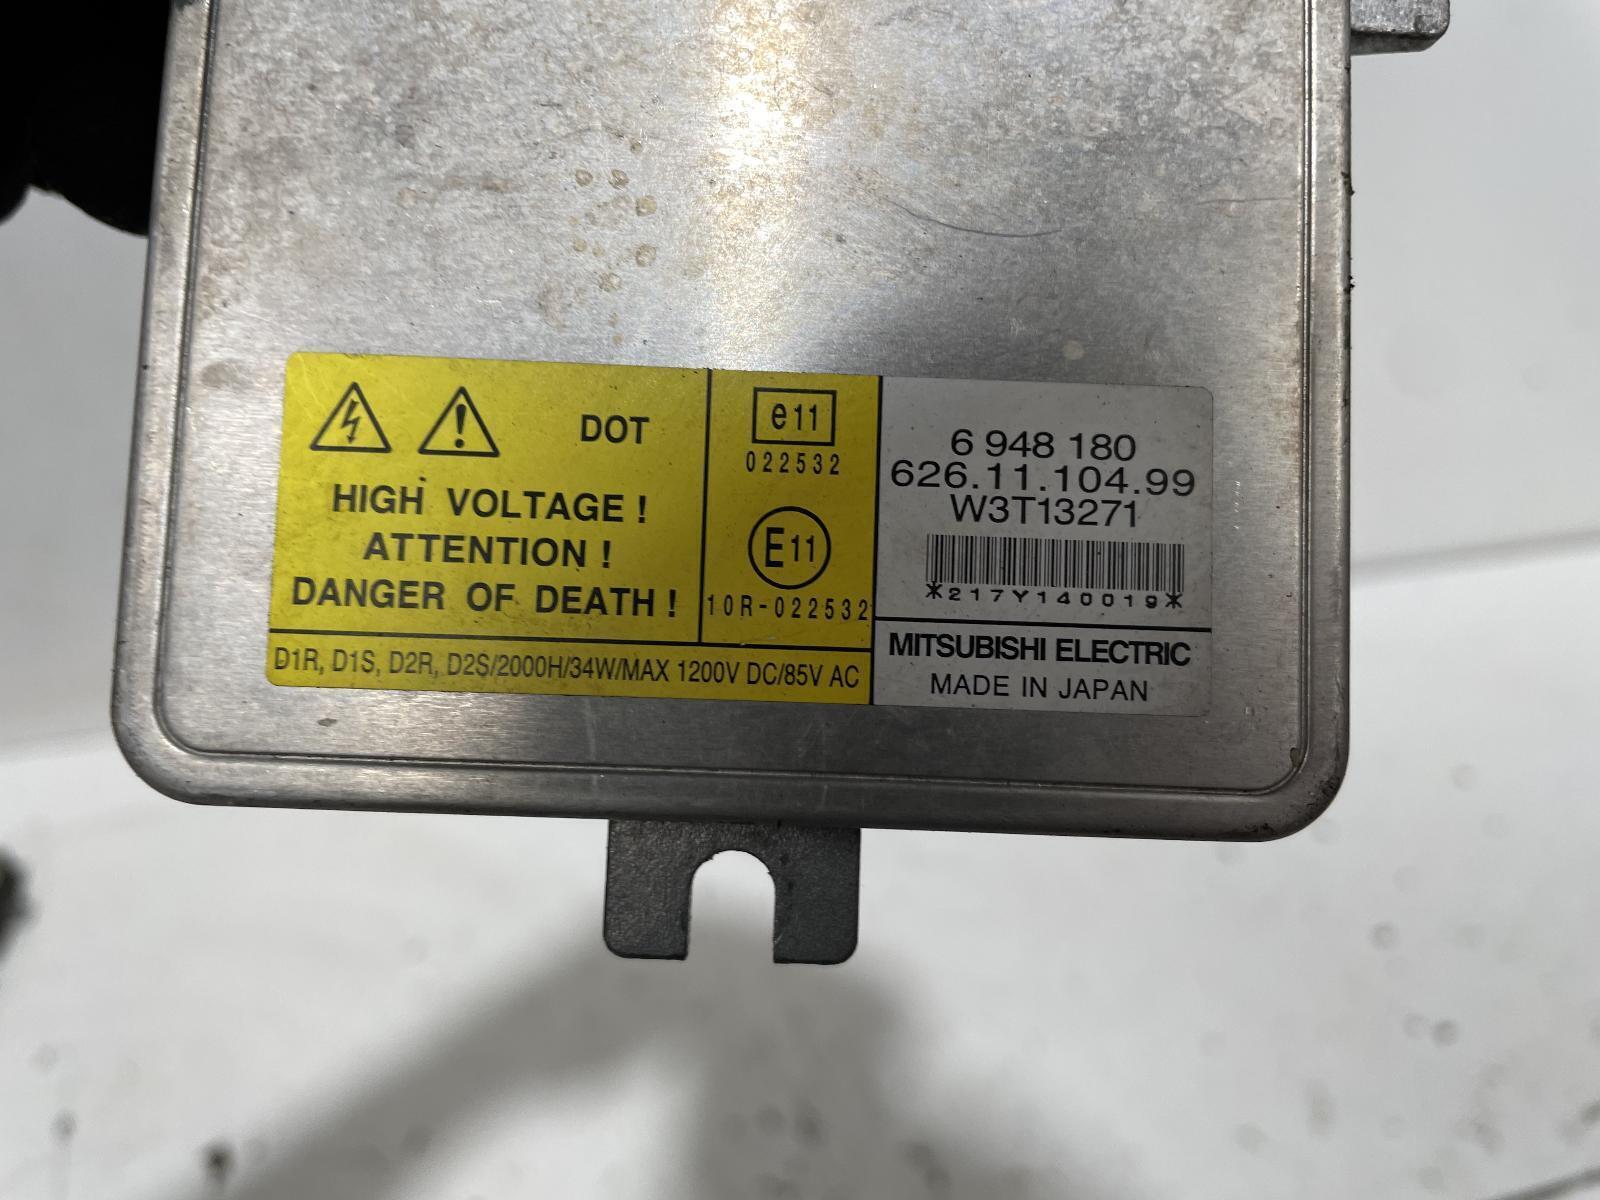 DOT
HIGH VOLTAGE !
ATTENTION !
DANGER OF DEATH !
D1R, D1S, D2R, D2S/2000H/34W/MAX 1200V DC/85V AC
e11
022532
E11
10R-022532
6 948 180
626.11.104.99
W3T13271
*217Y140019*
MITSUBISHI ELECTRIC
MADE IN JAPAN